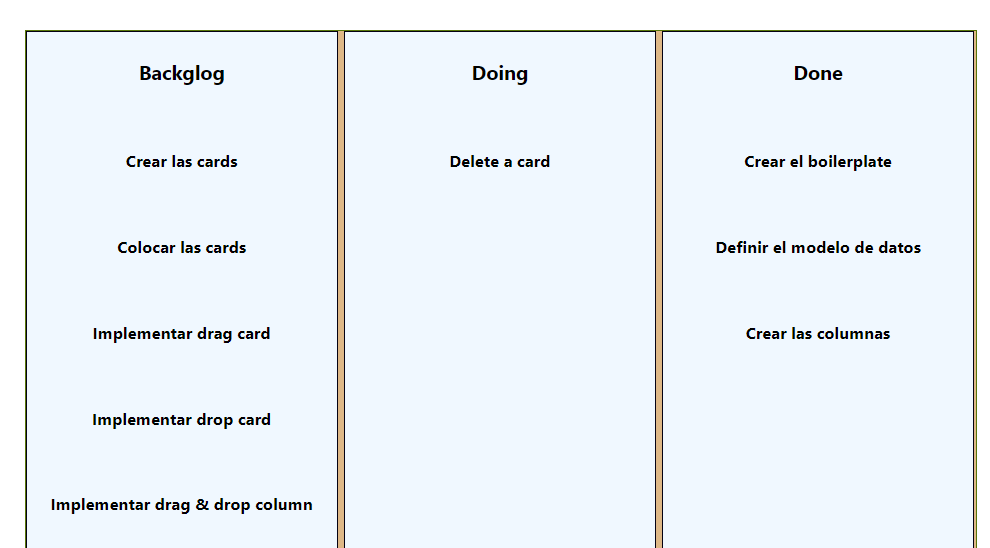 Backglog
Crear las cards
Colocar las cards
Implementar drag card
Implementar drop card
Implementar drag & drop column
Doing
Delete a card
Done
Crear el boilerplate
Definir el modelo de datos
Crear las columnas